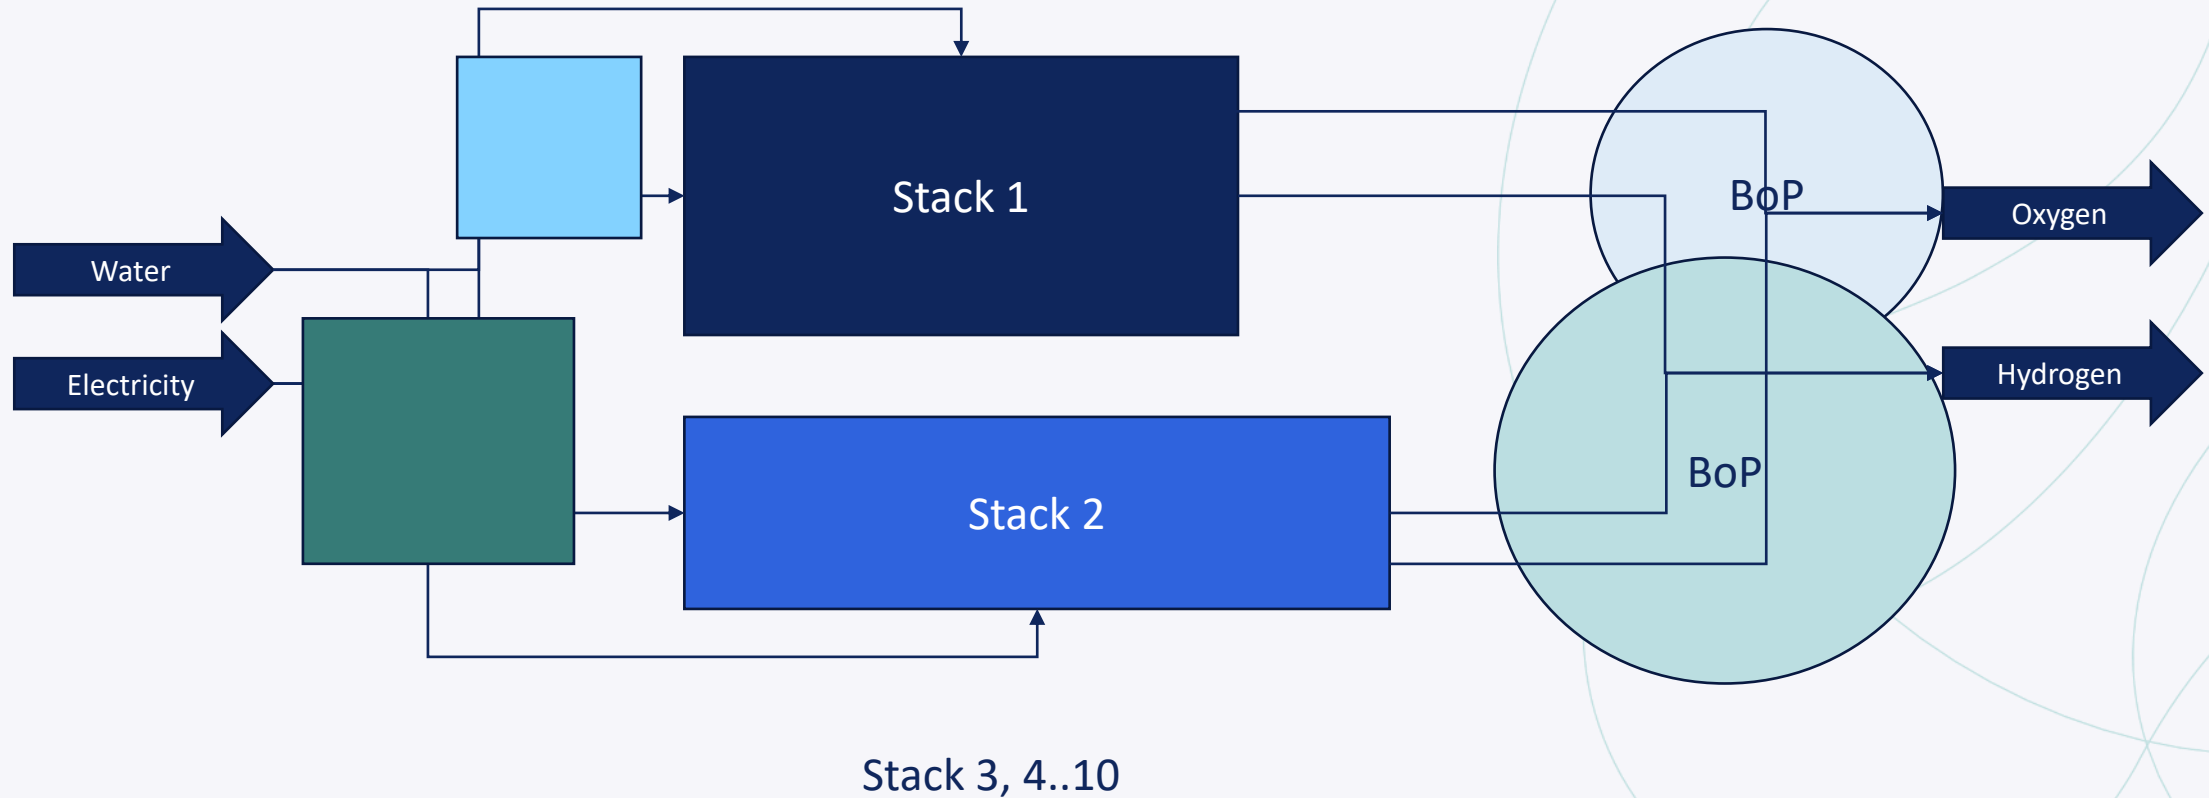 Water
Electricity
Stack 1
Stack 2
BoP
BoP
Oxygen
Hydrogen
Stack 3, 4..10